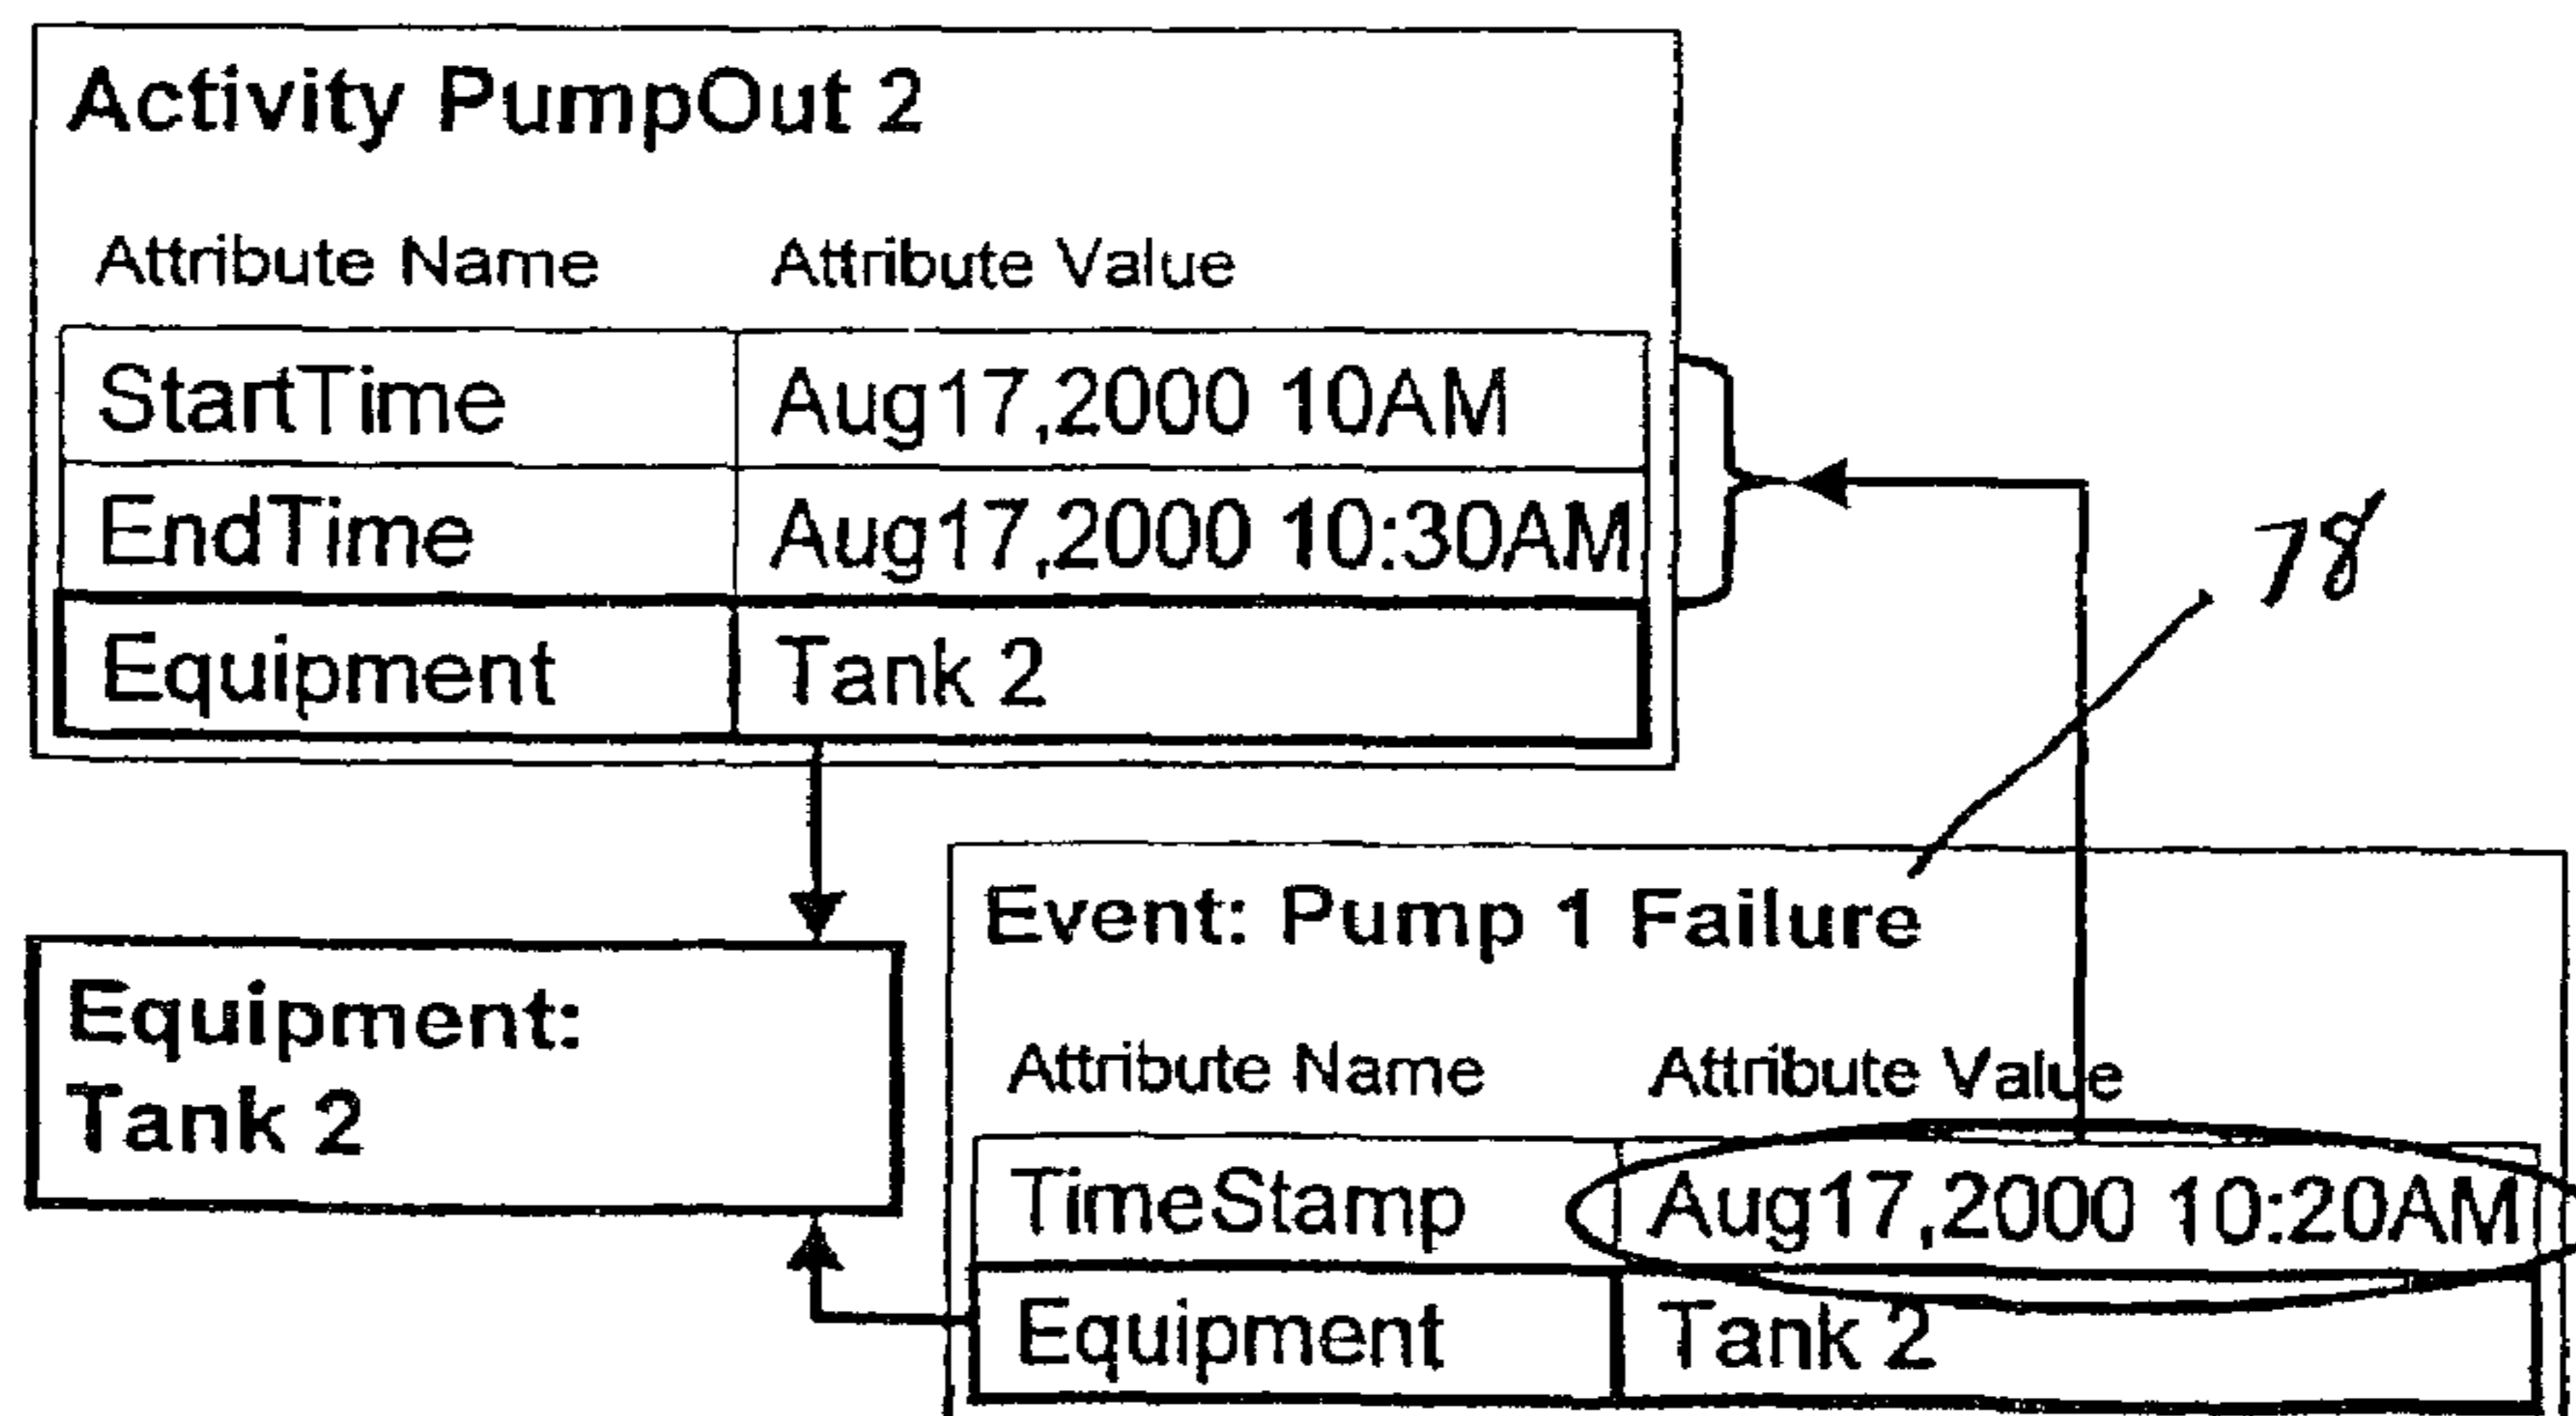 Activity PumpOut 2
Attribute Name Attribute Value
StartTime Aug17,2000 10AM
EndTime Aug17,2000 10:30AM
Equipment Tank 2
78
Equipment:
Tank 2
Event: Pump 1 Failure
Attribute Name Attribute Value
TimeStamp Aug17,2000 10:20AM
Equipment Tank 2